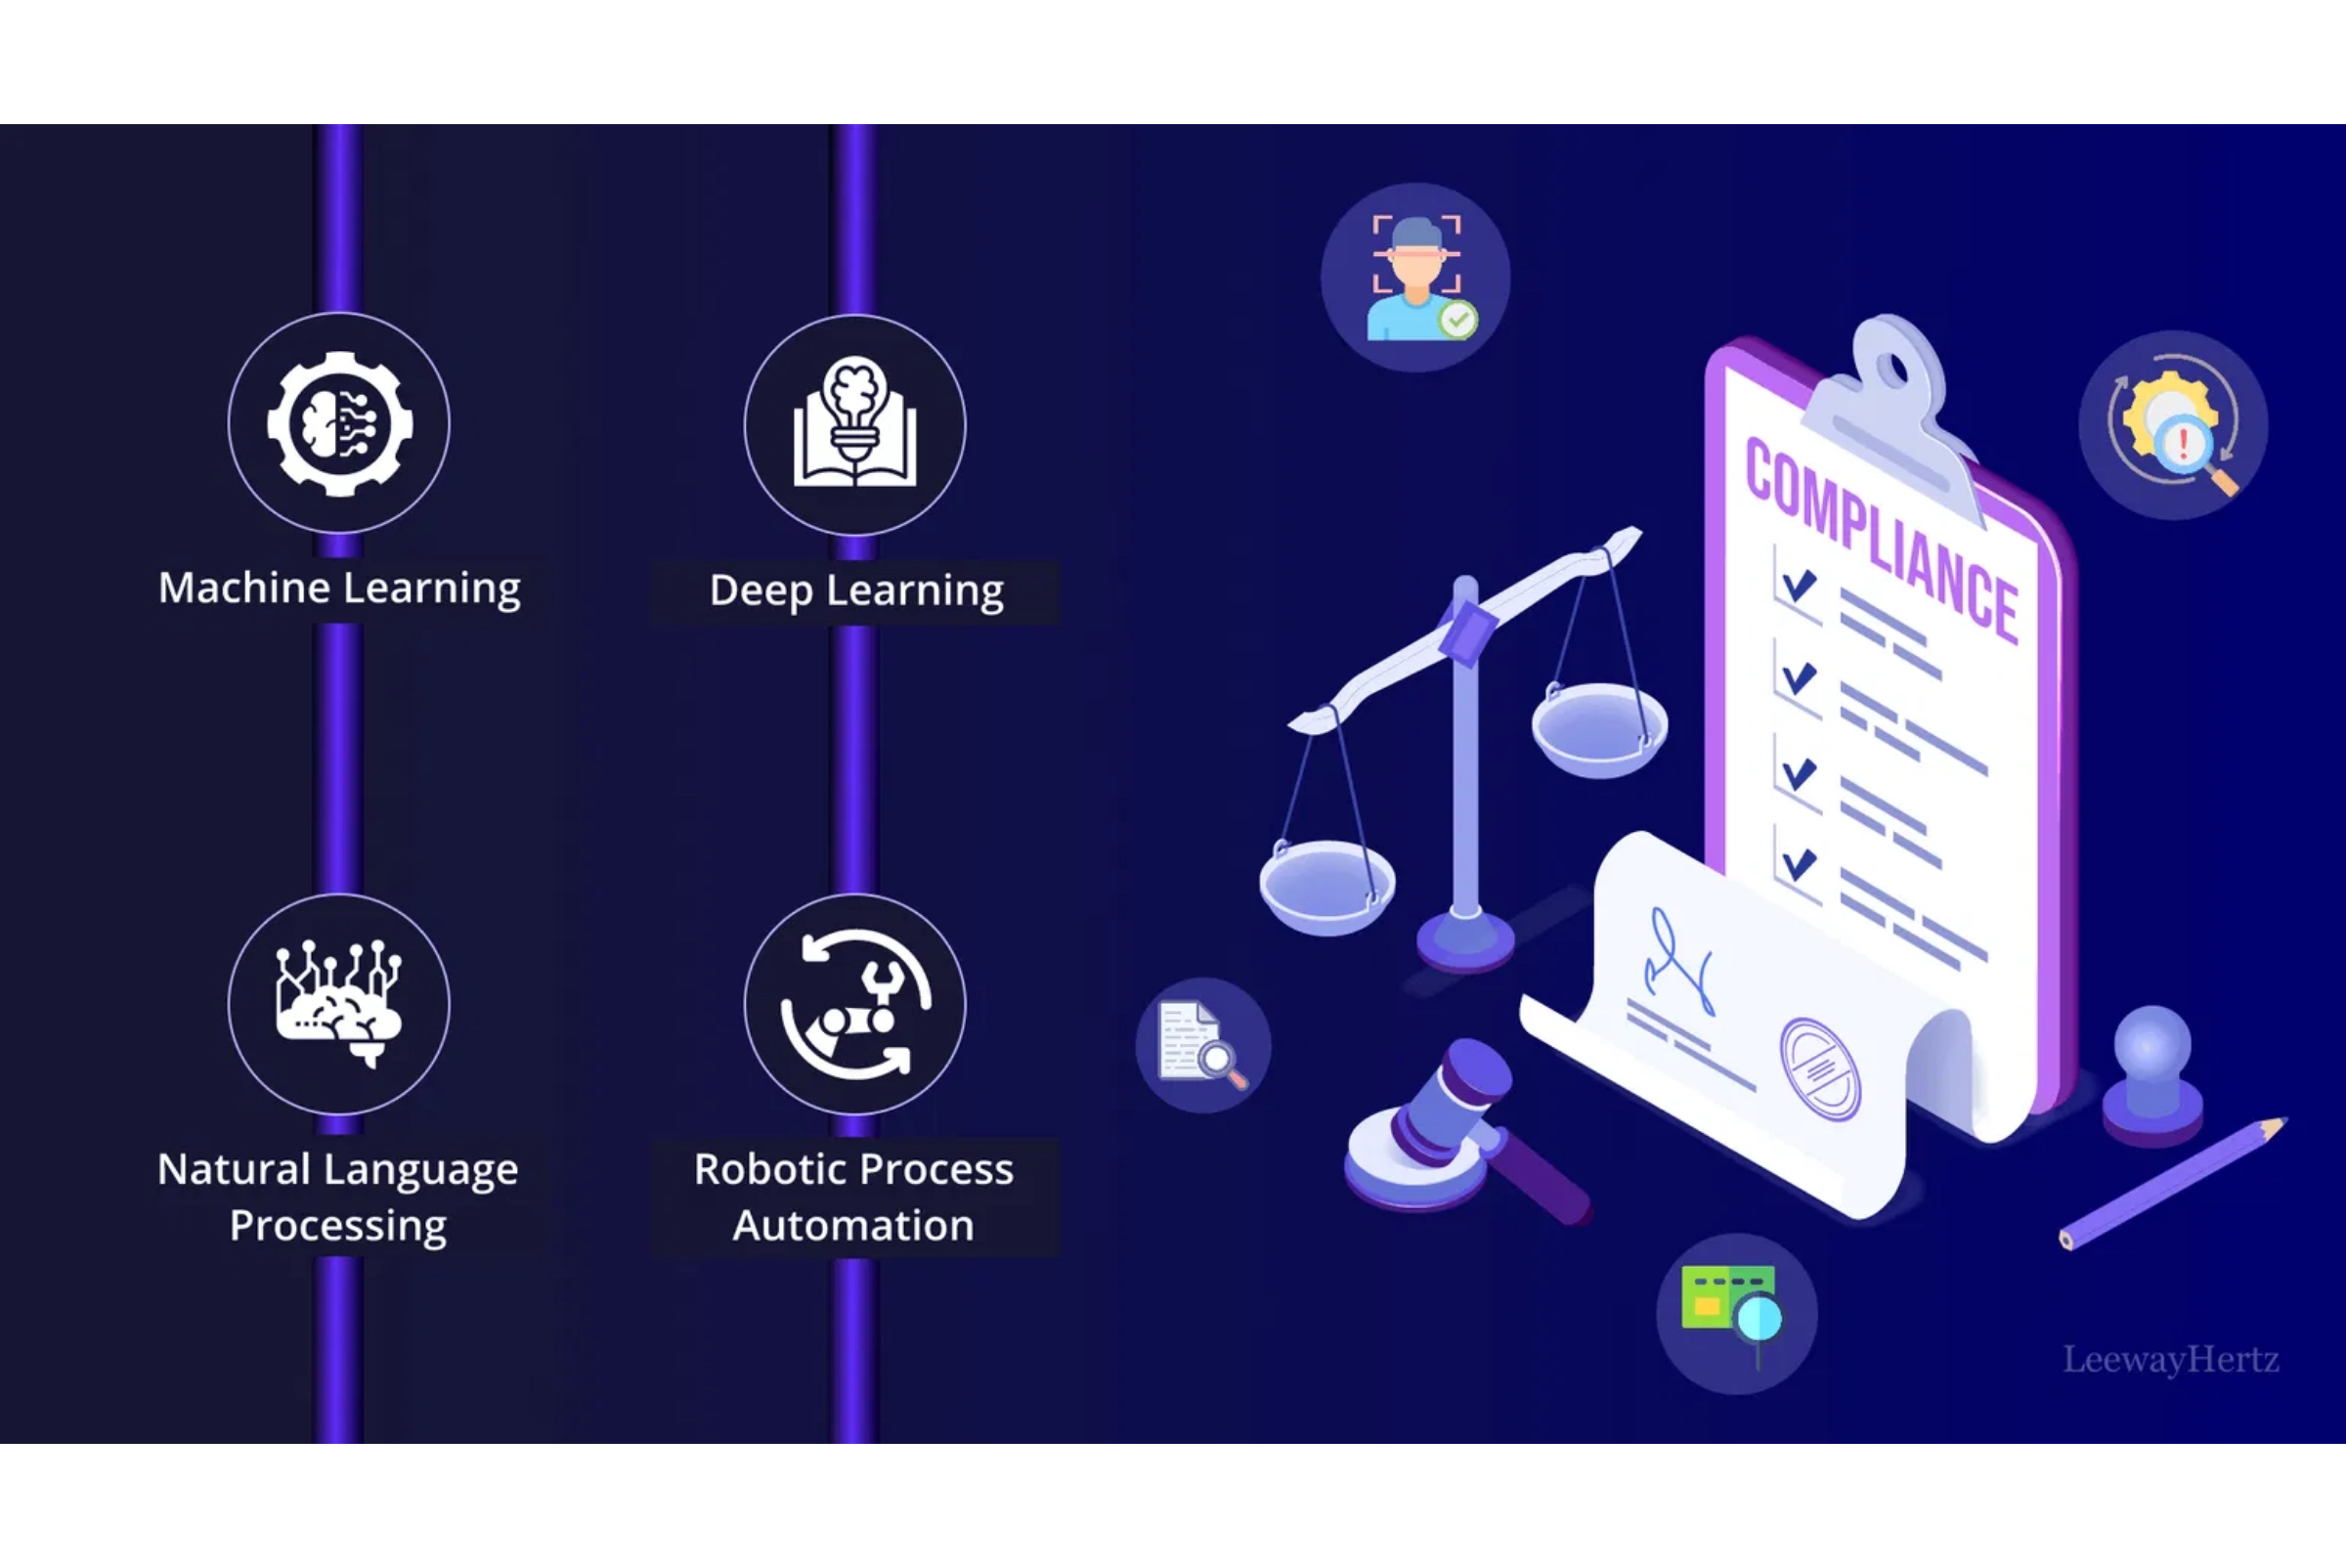 Machine Learning
Deep Learning
Natural Language
Processing
Robotic Process
Automation
COMPLIANCE
LeewayHertz